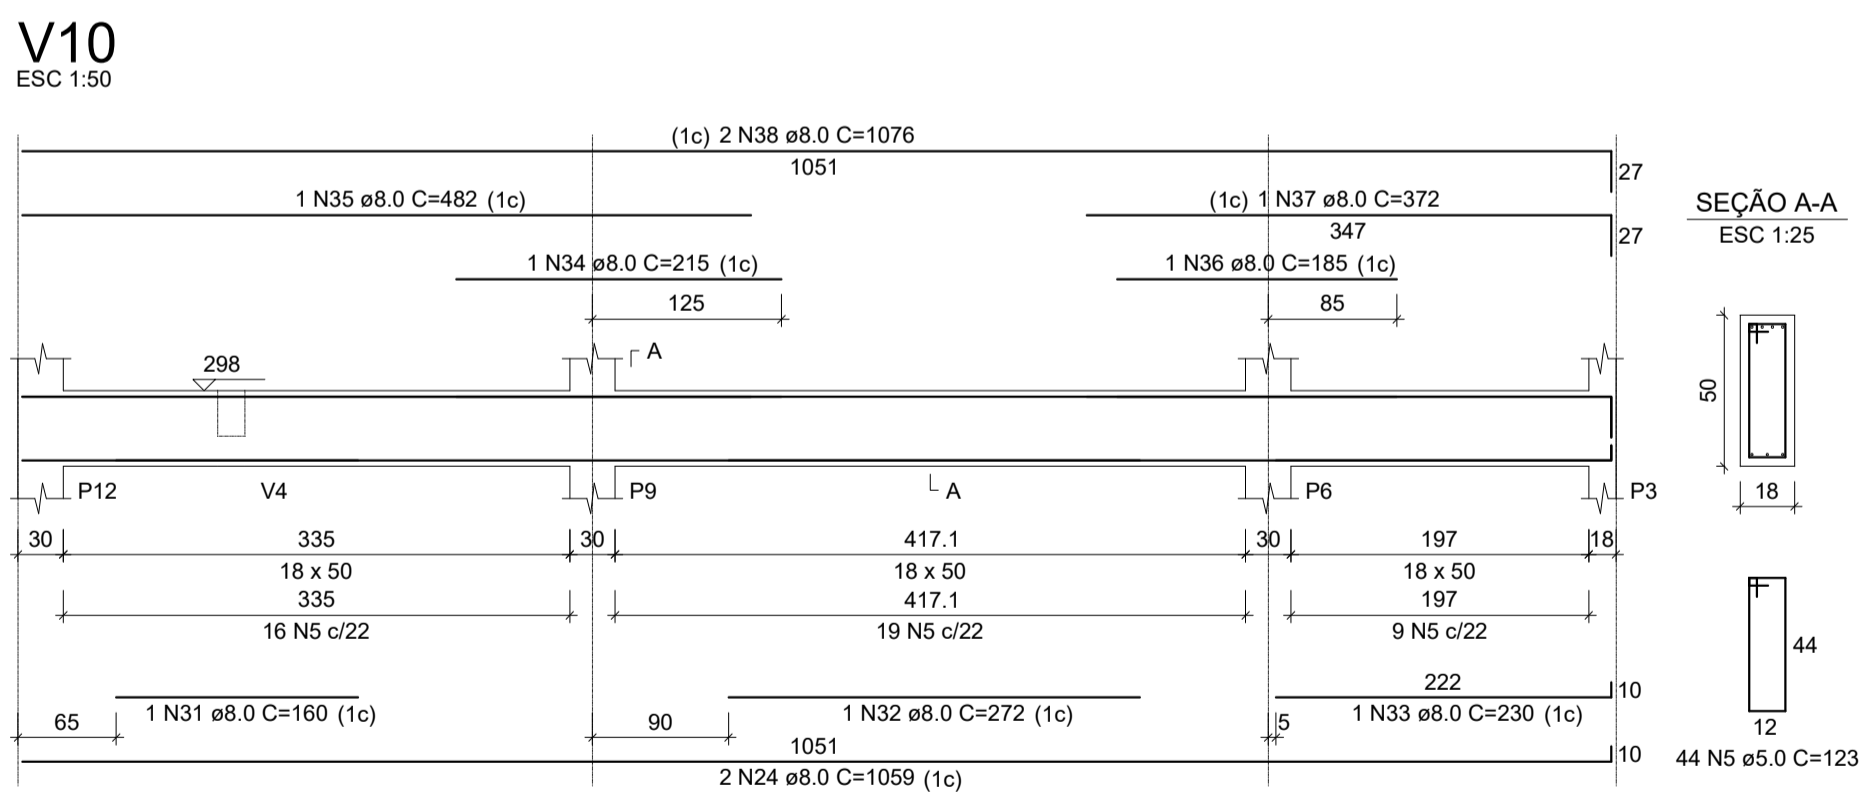 V10
ESC 1:50
(1c) 2 N38 ø8.0 C=1076
1051
27
1 N35 ø8.0 C=482 (1c)
(1c) 1 N37 ø8.0 C=372
347
27
SEÇÃO A-A
ESC 1:25
1 N34 ø8.0 C=215 (1c)
1 N36 ø8.0 C=185 (1c)
125
85
298
A
50
18
P12
V4
P9
A
P6
P3
30
335
30
417.1
30
197
18
18 x 50
18 x 50
18 x 50
335
417.1
197
16 N5 c/22
19 N5 c/22
9 N5 c/22
44
12
44 N5 ø5.0 C=123
222
10
65
1 N31 ø8.0 C=160 (1c)
90
1 N32 ø8.0 C=272 (1c)
5
1 N33 ø8.0 C=230 (1c)
1051
10
2 N24 ø8.0 C=1059 (1c)